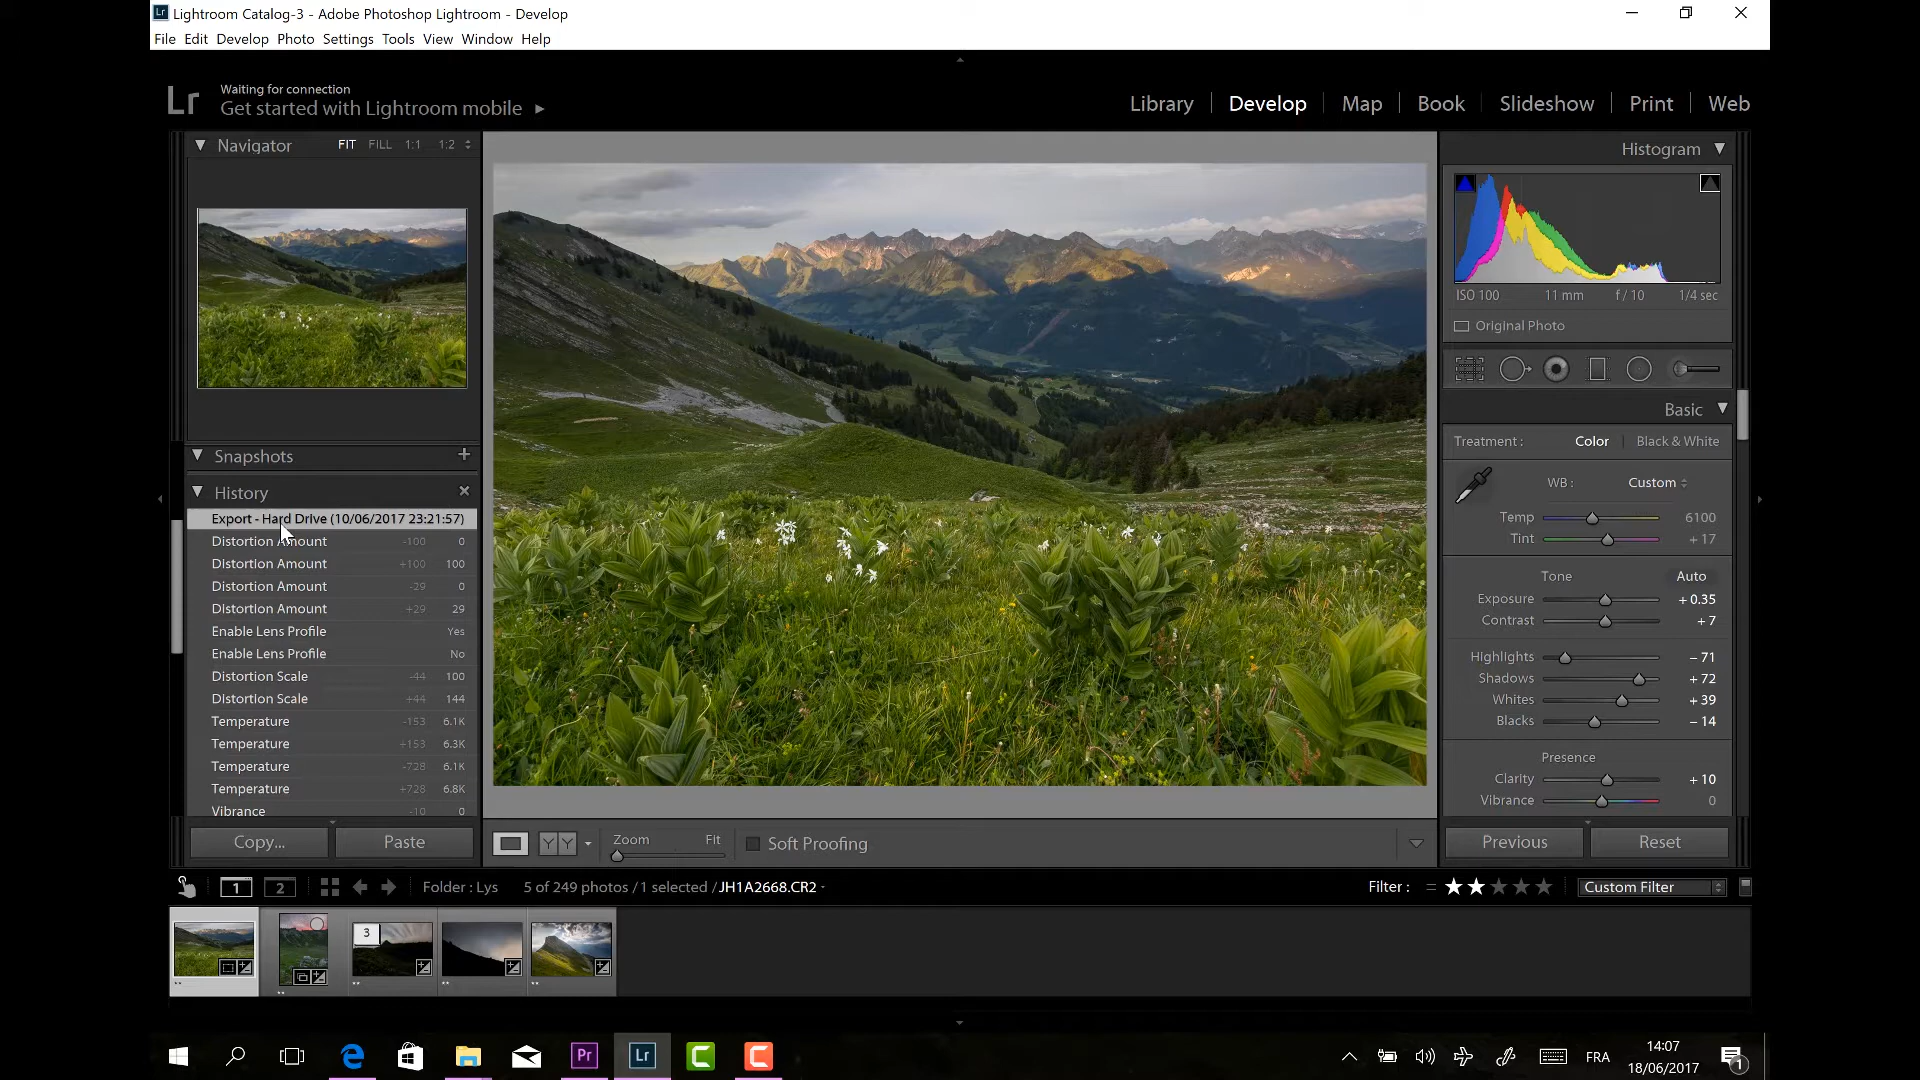 Lr Lightroom Catalog-3 - Adobe Photoshop Lightroom - Develop
File Edit Develop Photo Settings Tools View Window Help
Lr
Waiting for connection
Get started with Lightroom mobile
Library Develop Map Book Slideshow Print Web
Navigator FIT FILL 1:1 1:2
Snapshots +
History
Export - Hard Drive (10/06/2017 23:21:57)
Distortion Amount -100 0
Distortion Amount +100 100
Distortion Amount -29 0
Distortion Amount +29 29
Enable Lens Profile Yes
Enable Lens Profile No
Distortion Scale -44 100
Distortion Scale +44 144
Temperature -153 6.1K
Temperature +153 6.3K
Temperature -728 6.1K
Temperature +728 6.8K
Vibrance -10 0
Copy... Paste
Histogram
ISO 100 11 mm f / 10 1/4 sec
Original Photo
Basic
Treatment : Color Black & White
WB : Custom
Temp 6100
Tint + 17
Tone Auto
Exposure + 0.35
Contrast + 7
Highlights − 71
Shadows + 72
Whites + 39
Blacks − 14
Presence
Clarity + 10
Vibrance 0
Previous Reset
Y Y Zoom Fit Soft Proofing
1 2 Folder : Lys 5 of 249 photos / 1 selected / JH1A2668.CR2
Filter : Custom Filter
3
Pr Lr C C
FRA
14:07
18/06/2017
1